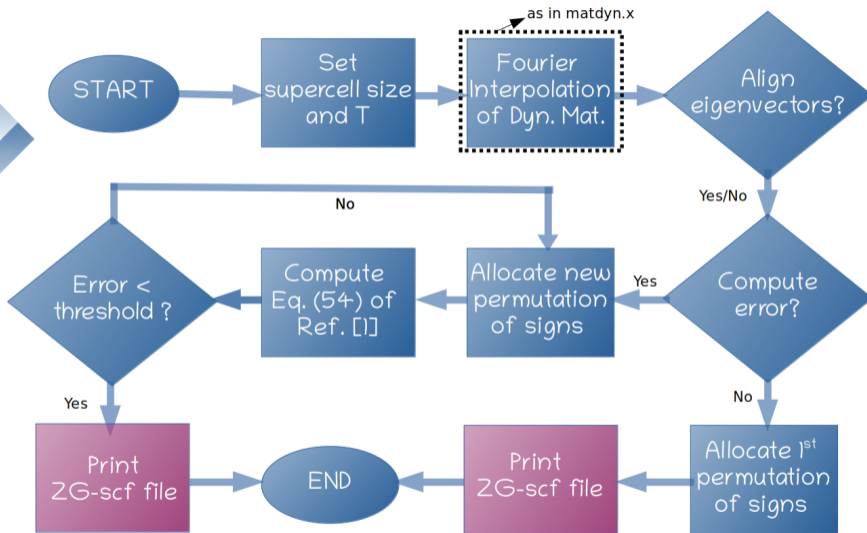 as in matdyn.x
START
Set
supercell size
and T
Fourier
Interpolation
of Dyn. Mat.
Align
eigenvectors?
Yes/No
No
Error <
threshold ?
Compute
Eq. (54) of
Ref. [1]
Allocate new
permutation
of signs
Yes
Compute
error?
Yes
No
Print
ZG-scf file
END
Print
ZG-scf file
Allocate 1st
permutation
of signs